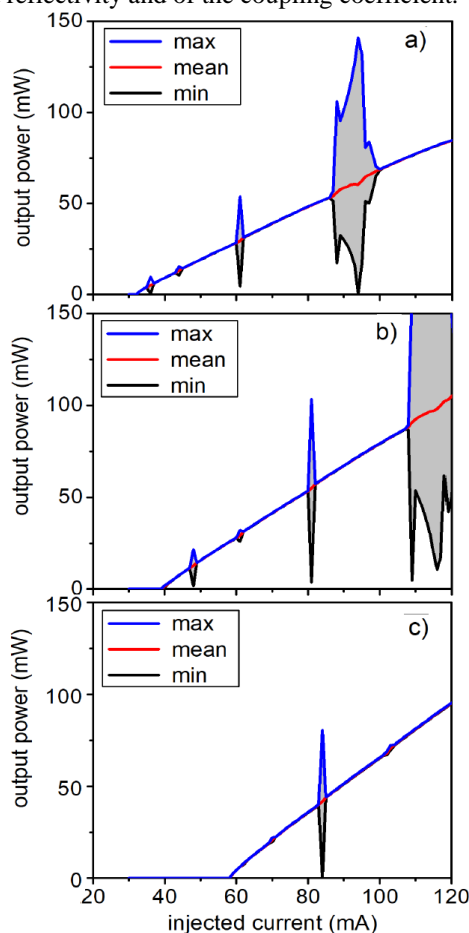 reflectivity and of the coupling coefficient.
150
max
mean
min
a)
100
50
0
output power (mW)
150
max
mean
min
b)
100
50
0
output power (mW)
150
max
mean
min
c)
100
50
0
output power (mW)
20 40 60 80 100 120
injected current (mA)